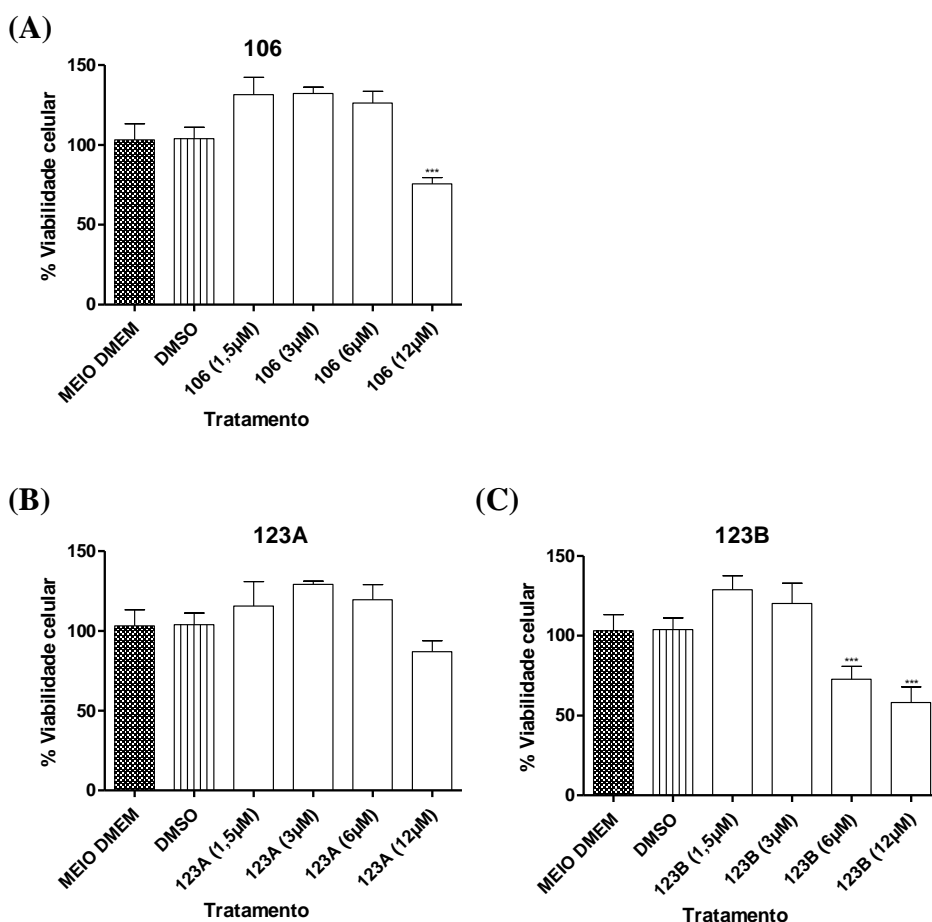 (A)
106
% Viabilidade celular
150
100
50
0
***
MEIO DMEM
DMSO
106 (1,5µM)
106 (3µM)
106 (6µM)
106 (12µM)
Tratamento
(B)
123A
% Viabilidade celular
150
100
50
0
MEIO DMEM
DMSO
123A (1,5µM)
123A (3µM)
123A (6µM)
123A (12µM)
Tratamento
(C)
123B
% Viabilidade celular
150
100
50
0
***
***
MEIO DMEM
DMSO
123B (1,5µM)
123B (3µM)
123B (6µM)
123B (12µM)
Tratamento